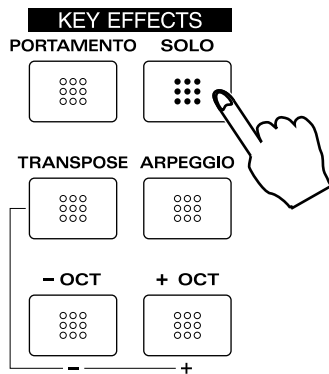 KEY EFFECTS
PORTAMENTO SOLO
TRANSPOSE ARPEGGIO
– OCT + OCT
– +